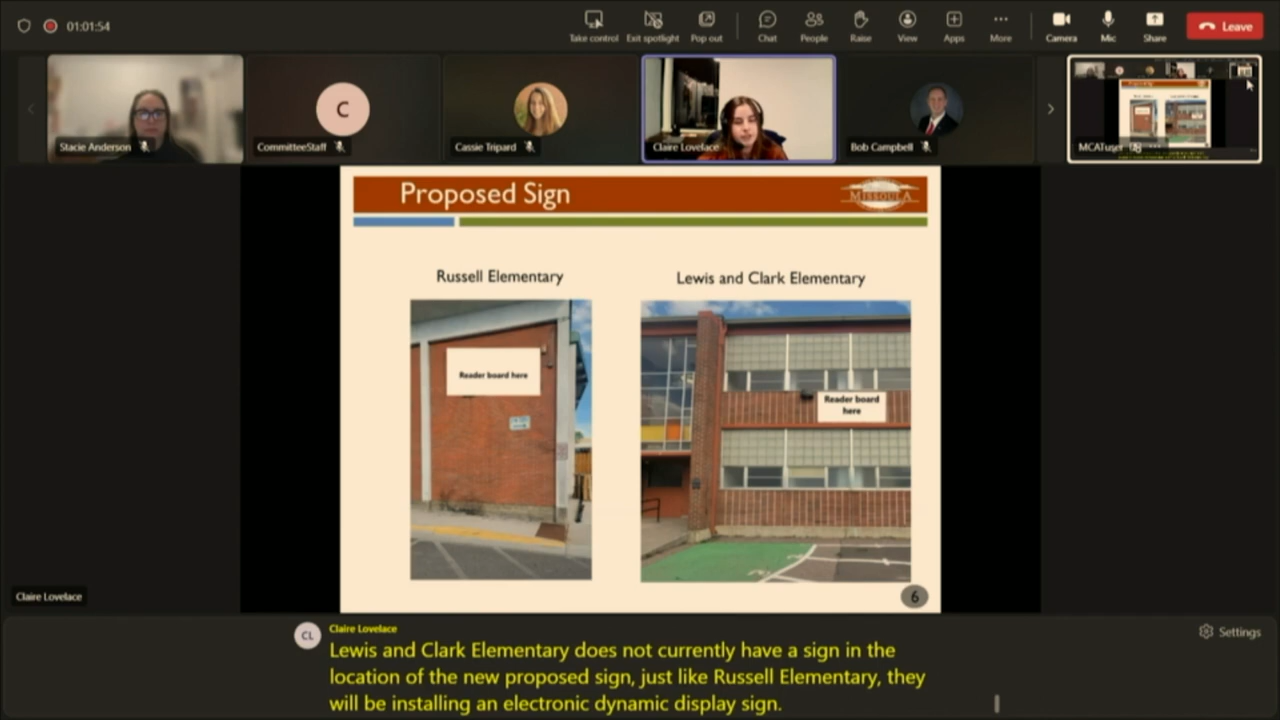 01:01:54
Take control
Exit spotlight
Pop out
Chat
People
Raise
View
Apps
More
Camera
Mic
Share
Leave
Stacie Anderson
C
CommitteeStaff
Cassie Tripard
Claire Lovelace
Bob Campbell
MCATuser
Proposed Sign
MISSOULA
Russell Elementary
Lewis and Clark Elementary
Reader board here
Reader board
here
6
Claire Lovelace
CL
Claire Lovelace
Settings
Lewis and Clark Elementary does not currently have a sign in the
location of the new proposed sign, just like Russell Elementary, they
will be installing an electronic dynamic display sign.